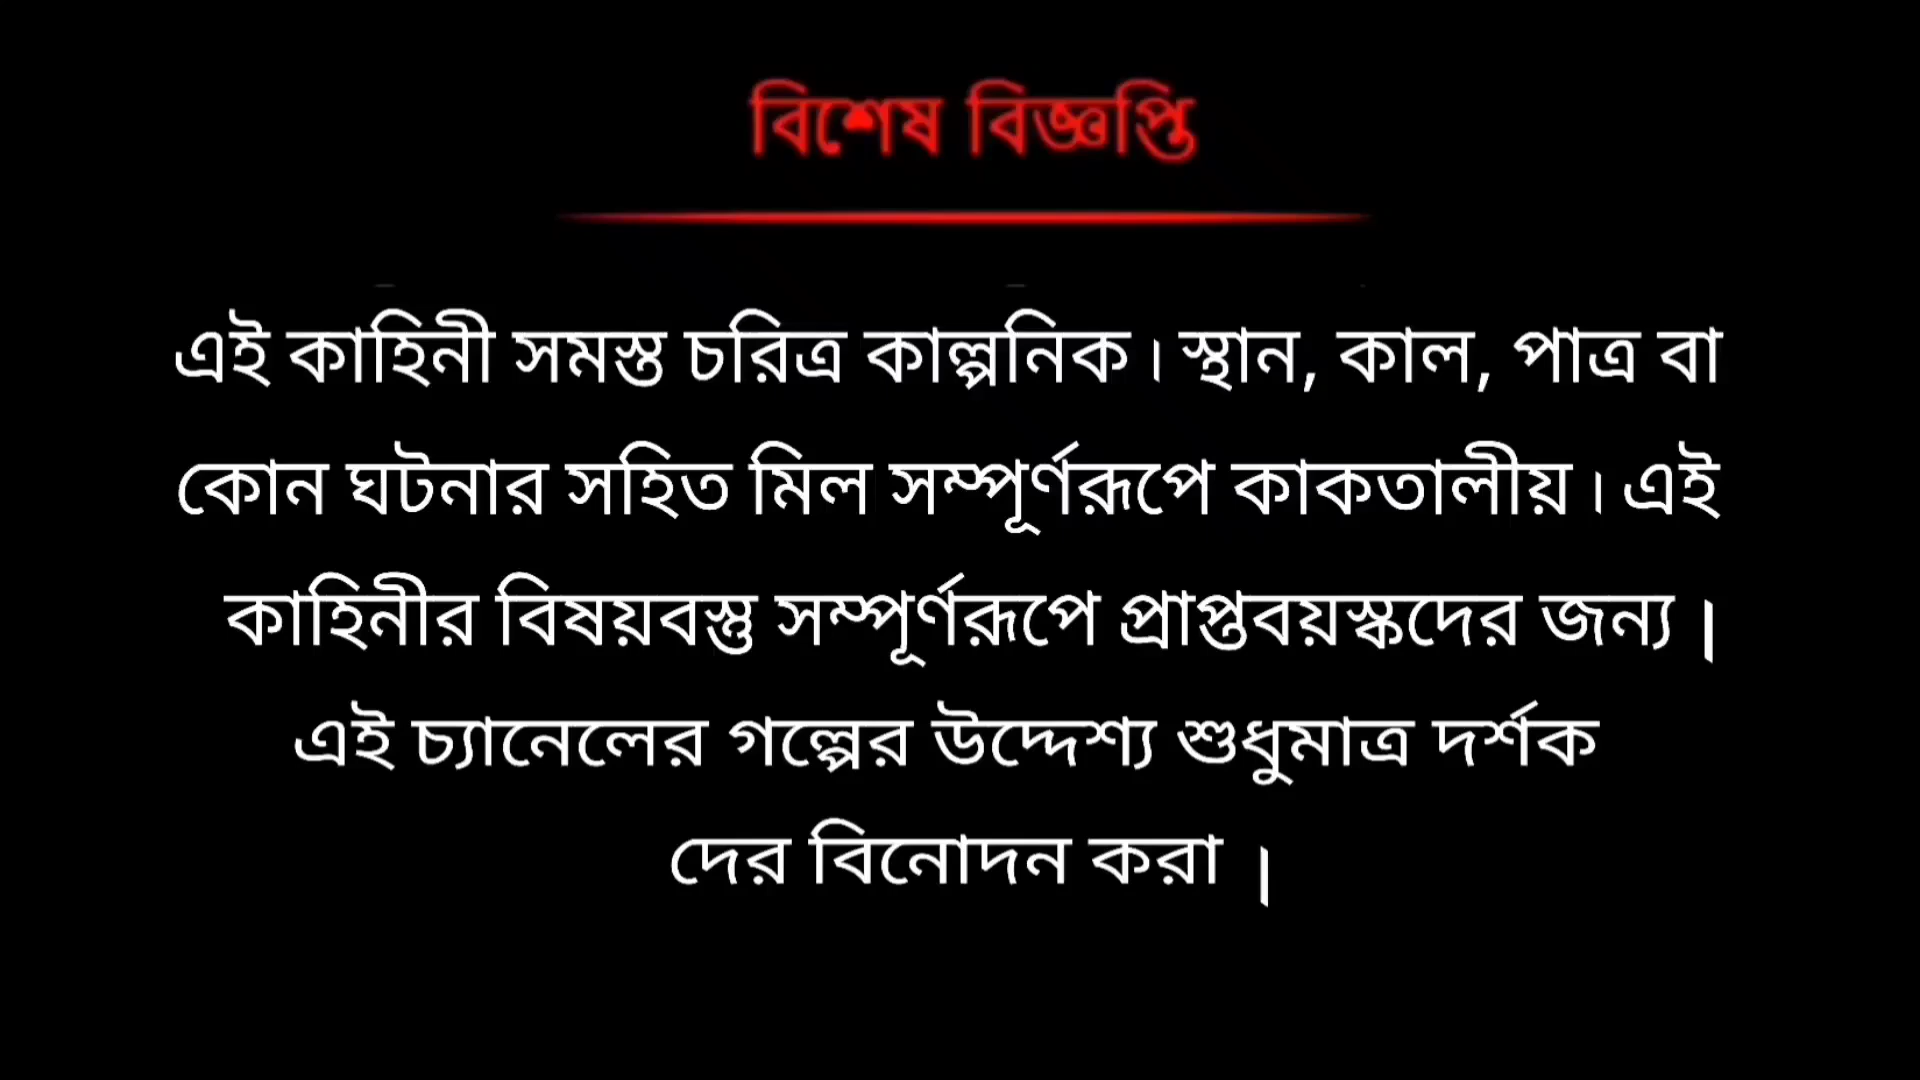 বিশেষ বিজ্ঞপ্তি
এই কাহিনী সমস্ত চরিত্র কাল্পনিক। স্থান, কাল, পাত্র বা
কোন ঘটনার সহিত মিল সম্পূর্ণরূপে কাকতালীয়। এই
কাহিনীর বিষয়বস্তু সম্পূর্ণরূপে প্রাপ্তবয়স্কদের জন্য |
এই চ্যানেলের গল্পের উদ্দেশ্য শুধুমাত্র দর্শক
দের বিনোদন করা |